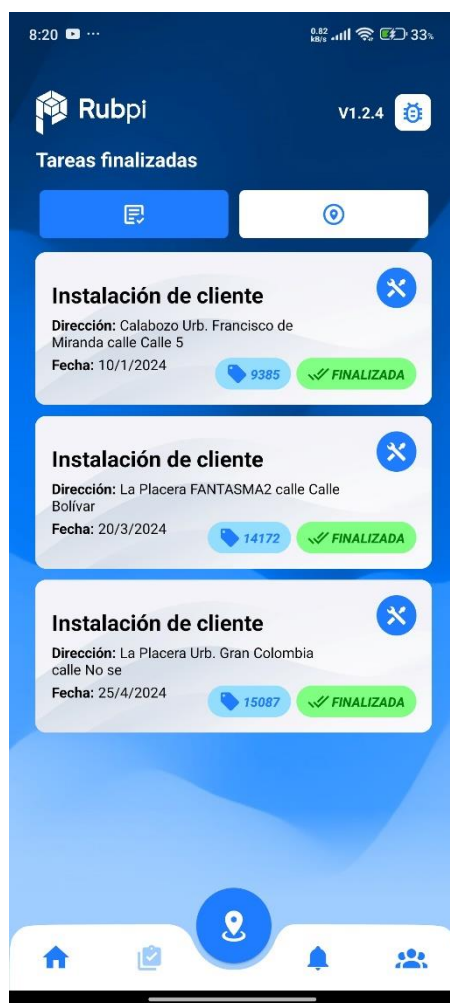 8:20
0.82 kB/s 33%
Rubpi
V1.2.4
Tareas finalizadas
Instalación de cliente
Dirección: Calabozo Urb. Francisco de
Miranda calle Calle 5
Fecha: 10/1/2024
9385
FINALIZADA
Instalación de cliente
Dirección: La Placera FANTASMA2 calle Calle
Bolívar
Fecha: 20/3/2024
14172
FINALIZADA
Instalación de cliente
Dirección: La Placera Urb. Gran Colombia
calle No se
Fecha: 25/4/2024
15087
FINALIZADA